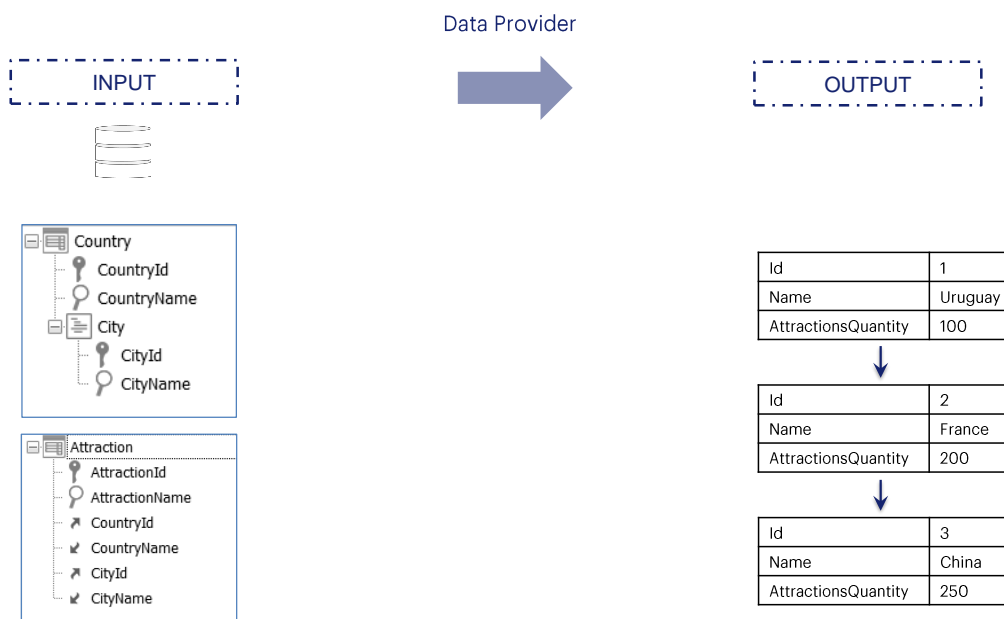 Data Provider
INPUT
OUTPUT
Country
CountryId
CountryName
City
CityId
CityName
Attraction
AttractionId
AttractionName
CountryId
CountryName
CityId
CityName
Id 1
Name Uruguay
AttractionsQuantity 100
Id 2
Name France
AttractionsQuantity 200
Id 3
Name China
AttractionsQuantity 250